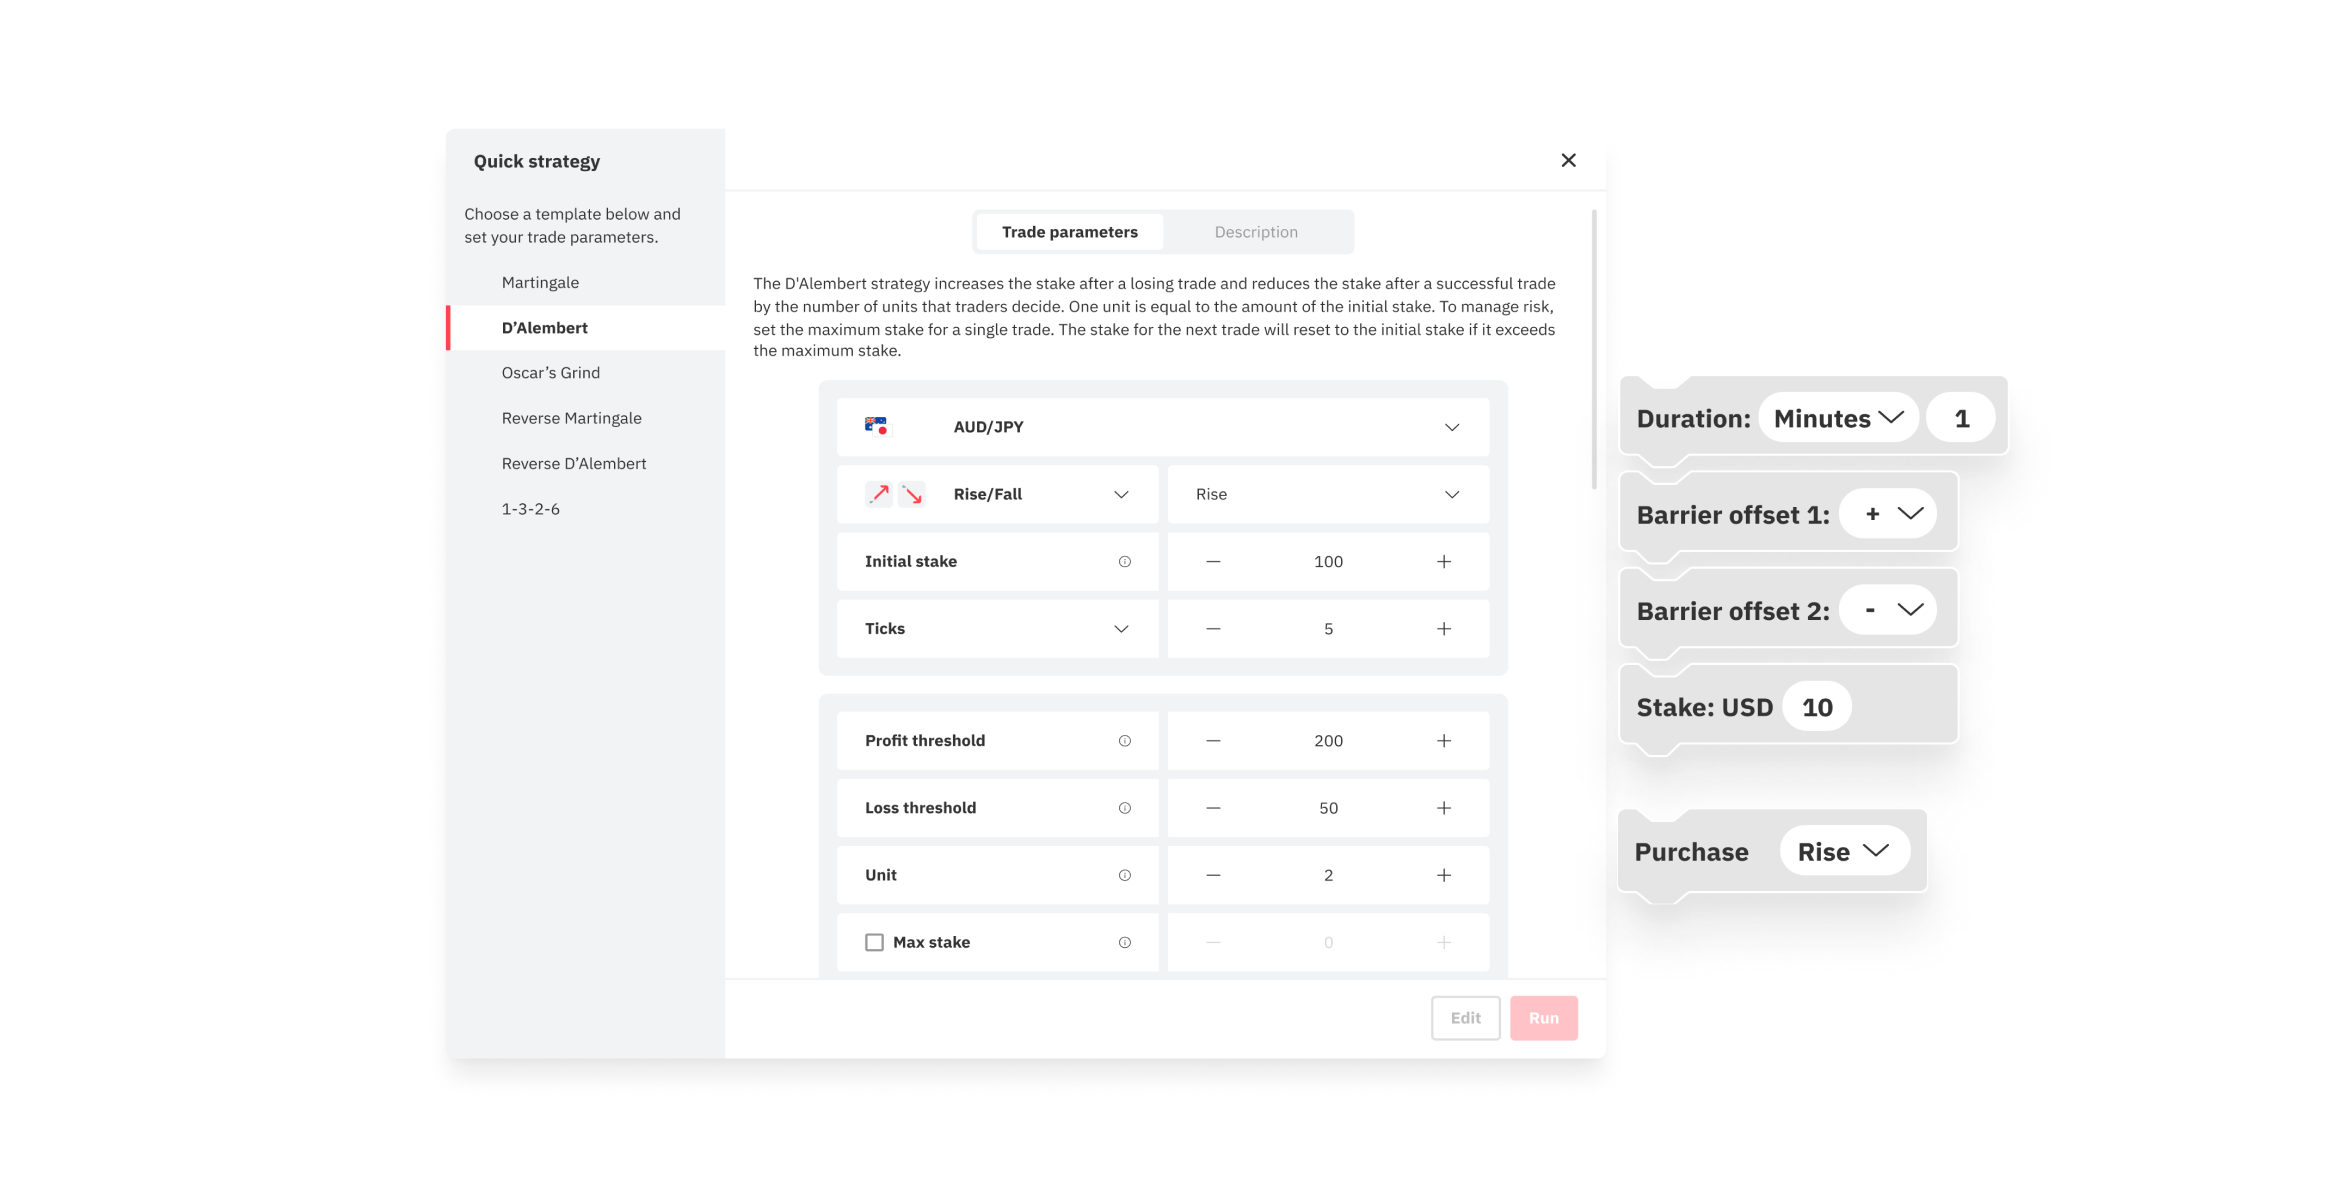 Quick strategy
Choose a template below and
set your trade parameters.
Martingale
D’Alembert
Oscar’s Grind
Reverse Martingale
Reverse D’Alembert
1-3-2-6
Trade parameters
Description
The D'Alembert strategy increases the stake after a losing trade and reduces the stake after a successful trade
by the number of units that traders decide. One unit is equal to the amount of the initial stake. To manage risk,
set the maximum stake for a single trade. The stake for the next trade will reset to the initial stake if it exceeds
the maximum stake.
AUD/JPY
Rise/Fall
Rise
Initial stake
100
Ticks
5
Profit threshold
200
Loss threshold
50
Unit
2
Max stake
0
Edit
Run
Duration: Minutes 1
Barrier offset 1: +
Barrier offset 2: -
Stake: USD 10
Purchase Rise